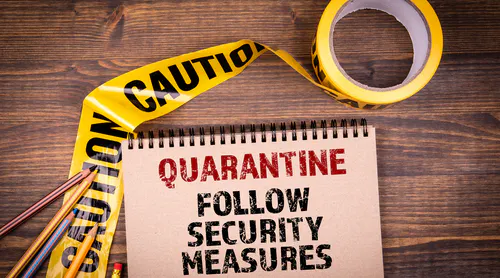 CAUTION
CAUTION
QUARANTINE
FOLLOW
SECURITY
MEASURES